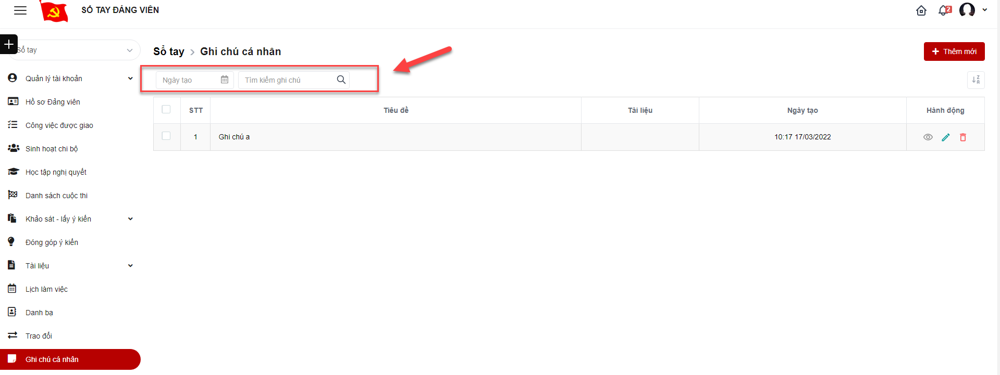 SỔ TAY ĐẢNG VIÊN
2
Sổ tay
Sổ tay > Ghi chú cá nhân
Thêm mới
Ngày tạo
Tìm kiếm ghi chú
Z
A
STT
Tiêu đề
Tài liệu
Ngày tạo
Hành động
1
Ghi chú a
10:17 17/03/2022
Quản lý tài khoản
Hồ sơ Đảng viên
Công việc được giao
Sinh hoạt chi bộ
Học tập nghị quyết
Danh sách cuộc thi
Khảo sát - lấy ý kiến
Đóng góp ý kiến
Tài liệu
Lịch làm việc
Danh bạ
Trao đổi
Ghi chú cá nhân